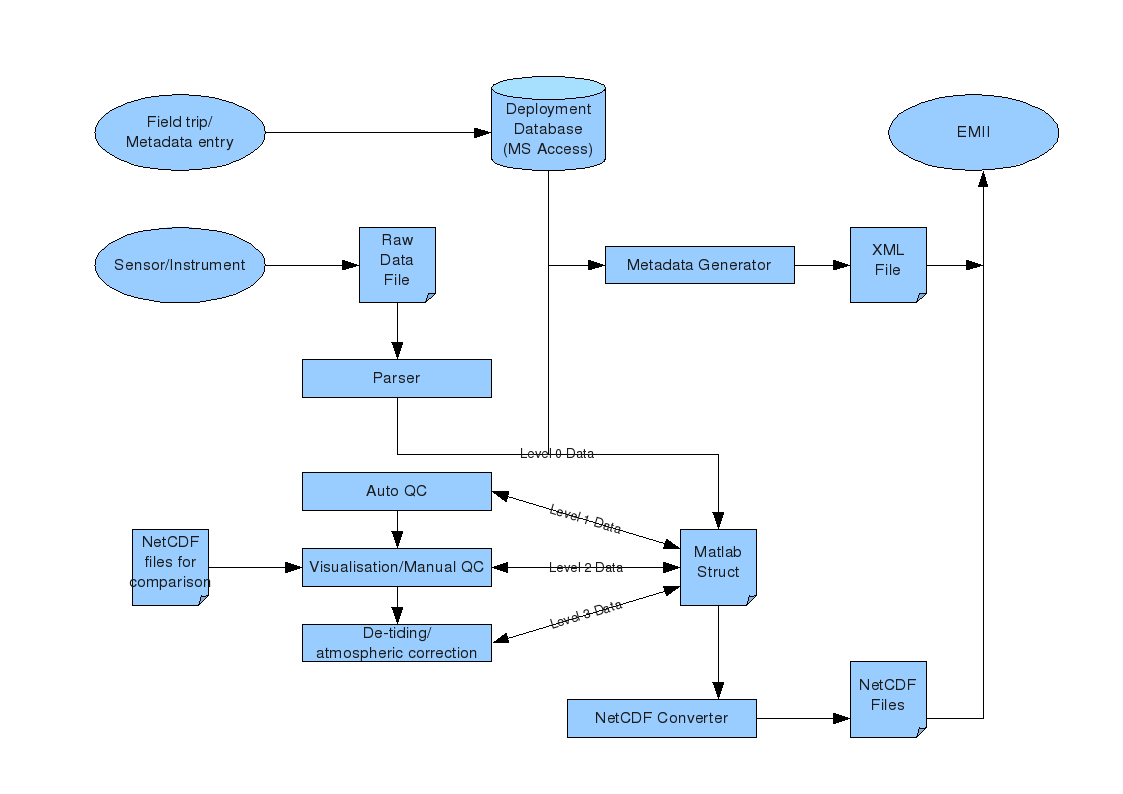 Field trip/
Metadata entry
Deployment
Database
(MS Access)
EMII
Sensor/Instrument
Raw
Data
File
Metadata Generator
XML
File
Parser
Level 0 Data
Auto QC
Level 1 Data
NetCDF
files for
comparison
Visualisation/Manual QC
Level 2 Data
Matlab
Struct
De-tiding/
atmospheric correction
Level 3 Data
NetCDF Converter
NetCDF
Files